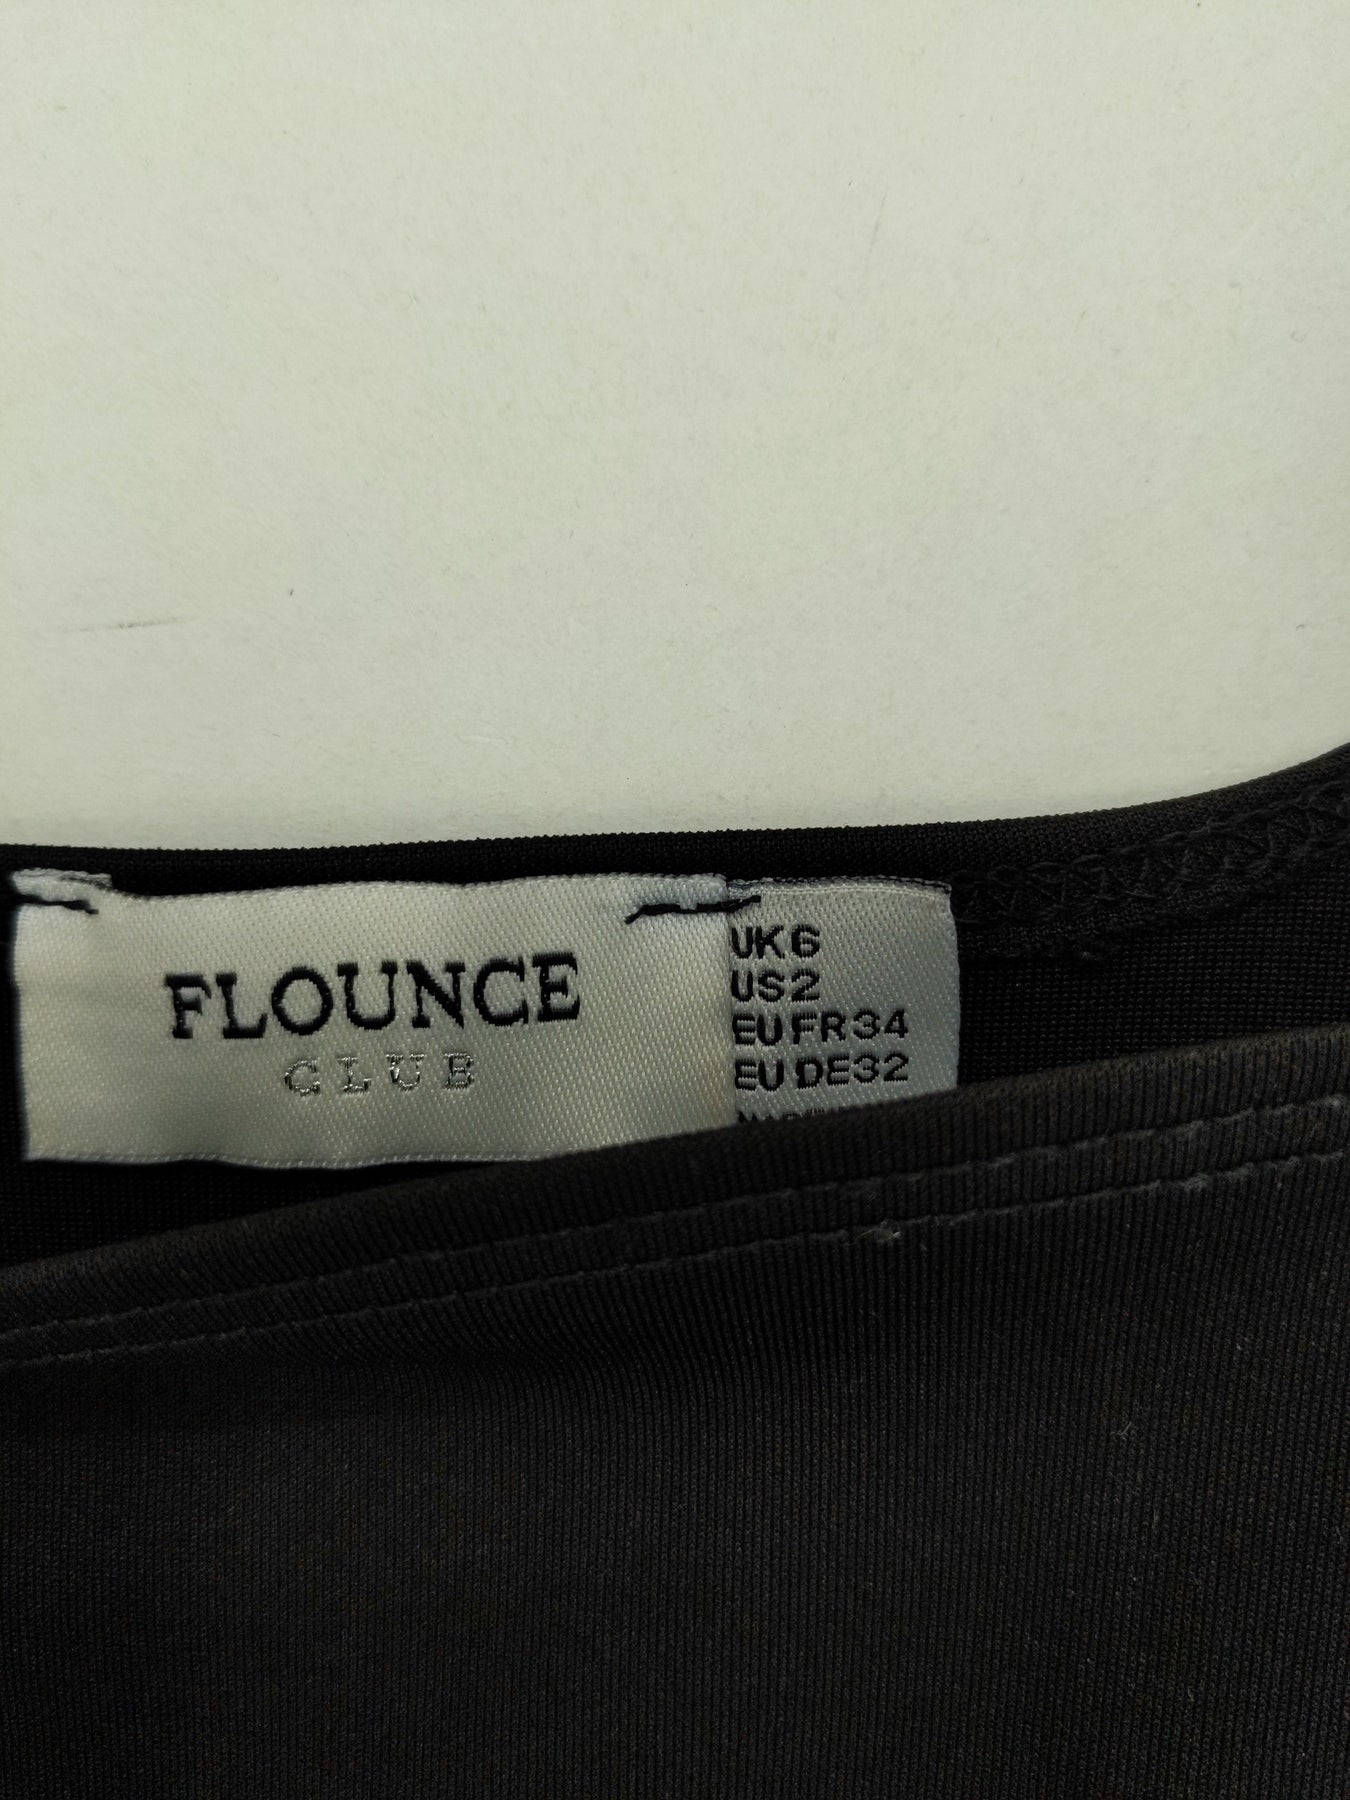 FLOUNCE
CLUB
UK6
US2
EU FR34
EU DE32